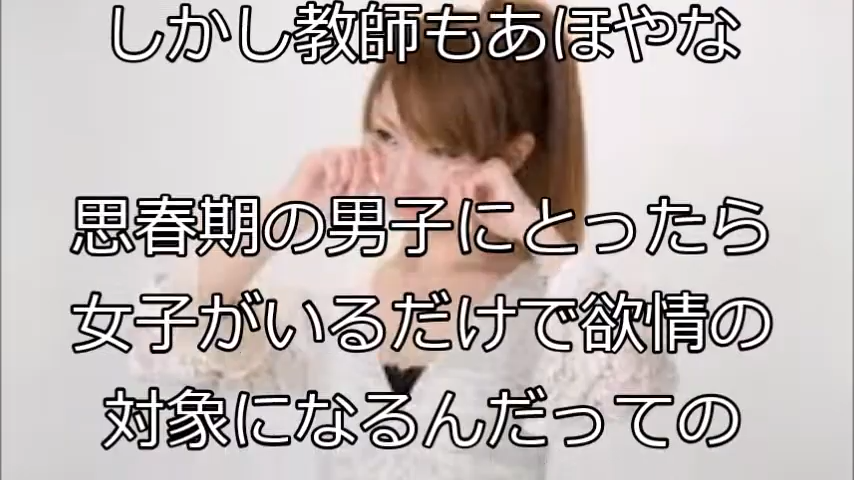 しかし教師もあほやな
思春期の男子にとったら
女子がいるだけで欲情の
対象になるんだっての